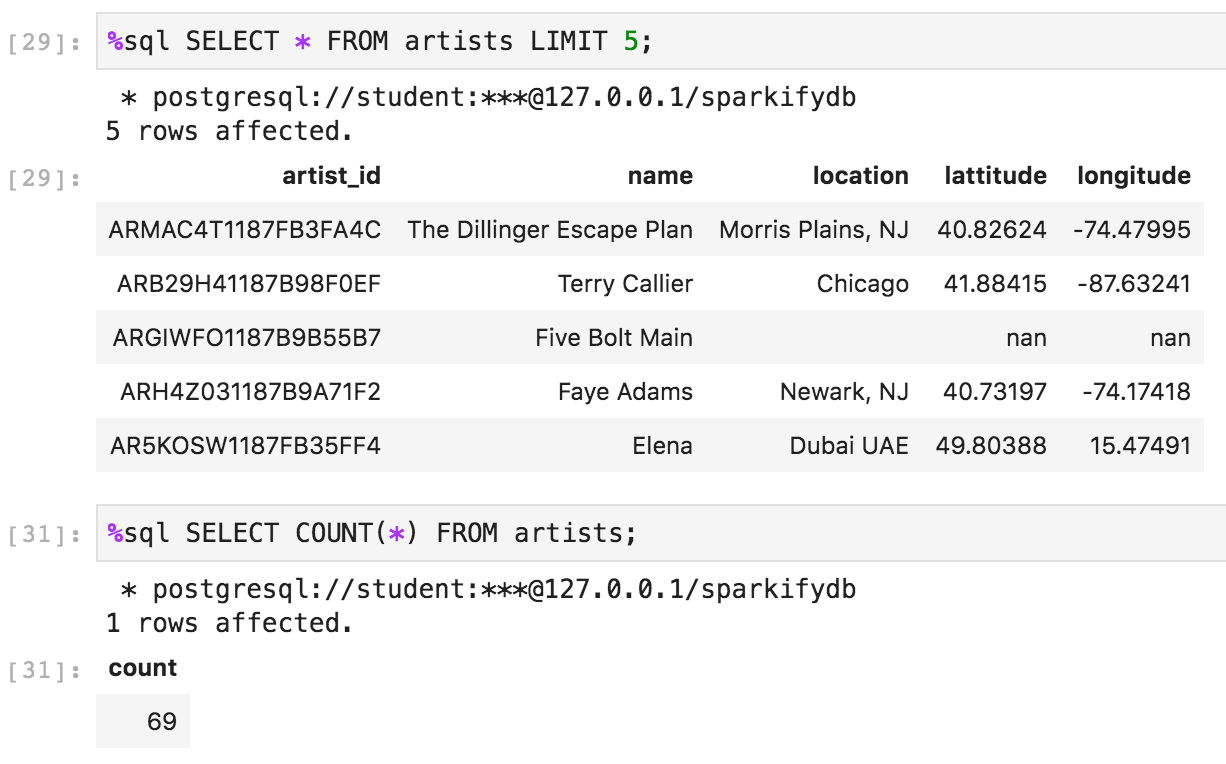 [29]: %sql SELECT * FROM artists LIMIT 5;
* postgresql://student:***@127.0.0.1/sparkifydb
5 rows affected.
[29]: artist_id name location lattitude longitude
ARMAC4T1187FB3FA4C The Dillinger Escape Plan Morris Plains, NJ 40.82624 -74.47995
ARB29H41187B98F0EF Terry Callier Chicago 41.88415 -87.63241
ARGIWFO1187B9B55B7 Five Bolt Main nan nan
ARH4Z031187B9A71F2 Faye Adams Newark, NJ 40.73197 -74.17418
AR5KOSW1187FB35FF4 Elena Dubai UAE 49.80388 15.47491
[31]: %sql SELECT COUNT(*) FROM artists;
* postgresql://student:***@127.0.0.1/sparkifydb
1 rows affected.
[31]: count
69